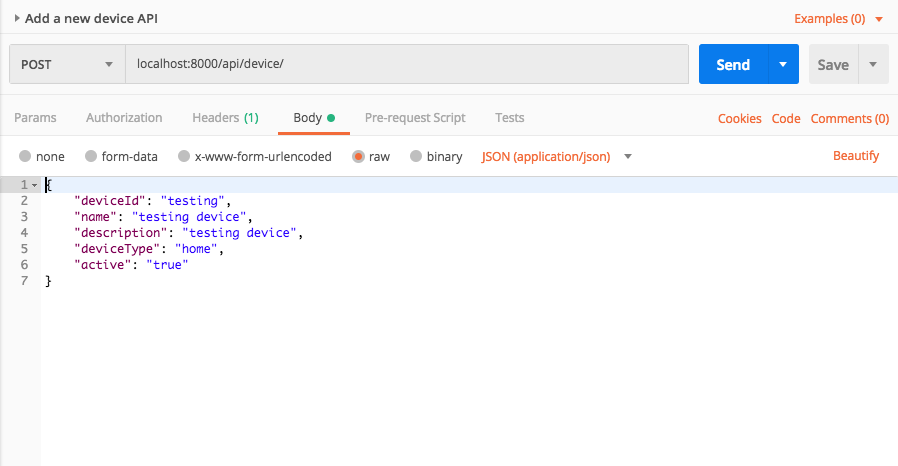 Add a new device API Examples (0)
POST localhost:8000/api/device/ Send Save
Params Authorization Headers (1) Body Pre-request Script Tests Cookies Code Comments (0)
none form-data x-www-form-urlencoded raw binary JSON (application/json) Beautify
1 {
2 "deviceId": "testing",
3 "name": "testing device",
4 "description": "testing device",
5 "deviceType": "home",
6 "active": "true"
7 }